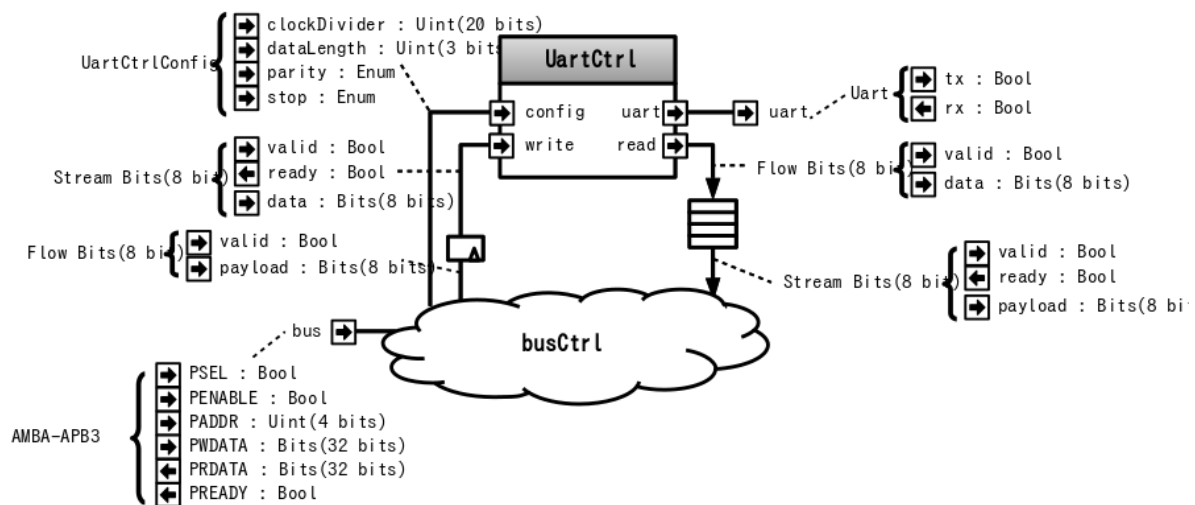 clockDivider : Uint(20 bits)
dataLength : Uint(3 bits
UartCtrlConfig
parity : Enum
stop : Enum
UartCtrl
config
uart
write
read
uart
Uart
tx : Bool
rx : Bool
valid : Bool
Stream Bits(8 bit)
ready : Bool
data : Bits(8 bits)
Flow Bits(8 bit)
valid : Bool
data : Bits(8 bits)
Flow Bits(8 bit)
valid : Bool
payload : Bits(8 bits)
Stream Bits(8 bit)
valid : Bool
ready : Bool
payload : Bits(8 bit
bus
busCtrl
AMBA-APB3
PSEL : Bool
PENABLE : Bool
PADDR : Uint(4 bits)
PWDATA : Bits(32 bits)
PRDATA : Bits(32 bits)
PREADY : Bool